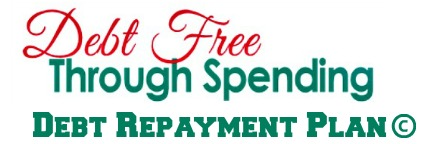 Debt Free
Through Spending
DEBT REPAYMENT PLAN©